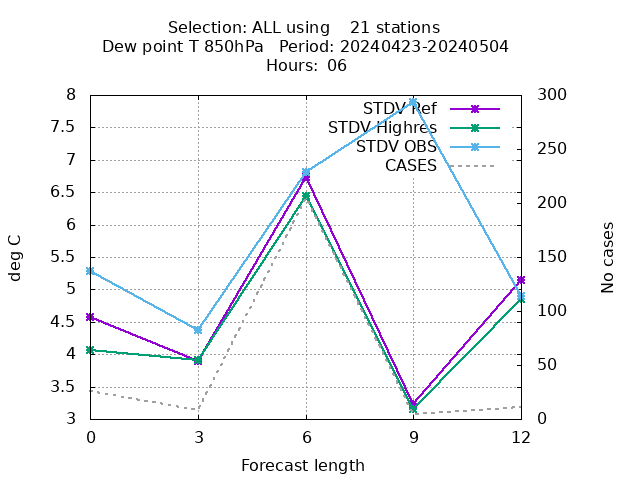 Selection: ALL using    21 stations
Dew point T 850hPa   Period: 20240423-20240504
Hours:  06
8
7.5
7
6.5
6
5.5
5
4.5
4
3.5
3
300
250
200
150
100
50
0
STDV Ref
STDV Highres
STDV OBS
CASES
deg C
No cases
0
3
6
9
12
Forecast length